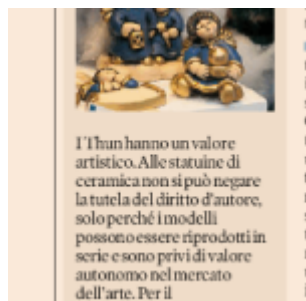 I Thun hanno un valore
artistico. Alle statuine di
ceramica non si può negare
la tutela del diritto d'autore,
solo perché i modelli
possono essere riprodotti in
serie e sono privi di valore
autonomo nel mercato
dell'arte. Per il